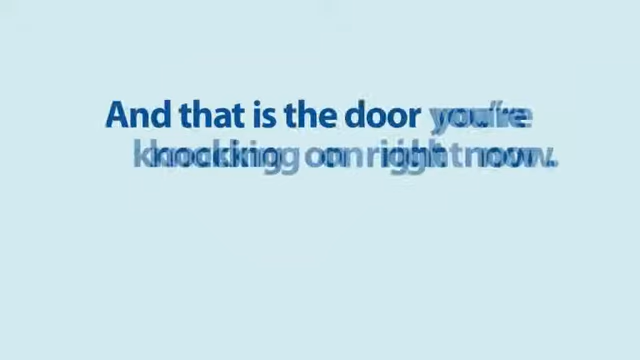 And that is the door you're
knocking on right now.